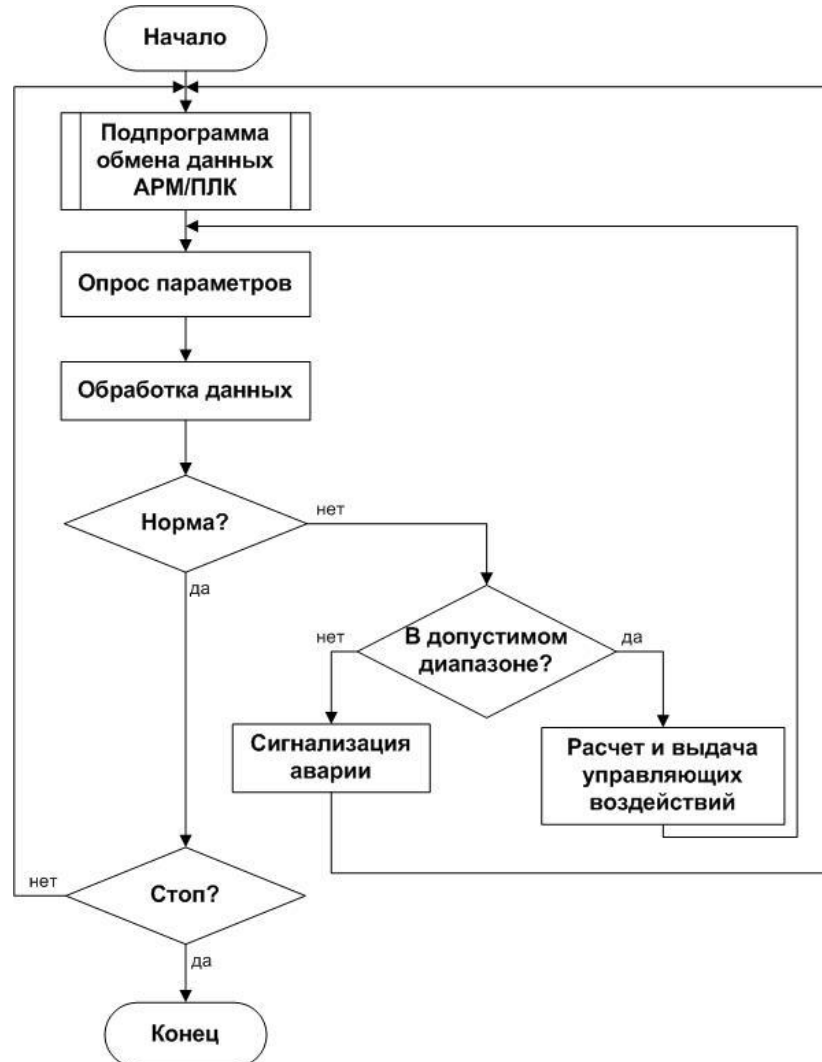 Начало
Подпрограмма
обмена данных
АРМ/ПЛК
Опрос параметров
Обработка данных
Норма?
нет
да
В допустимом
диапазоне?
нет
да
Сигнализация
аварии
Расчет и выдача
управляющих
воздействий
Стоп?
нет
да
Конец